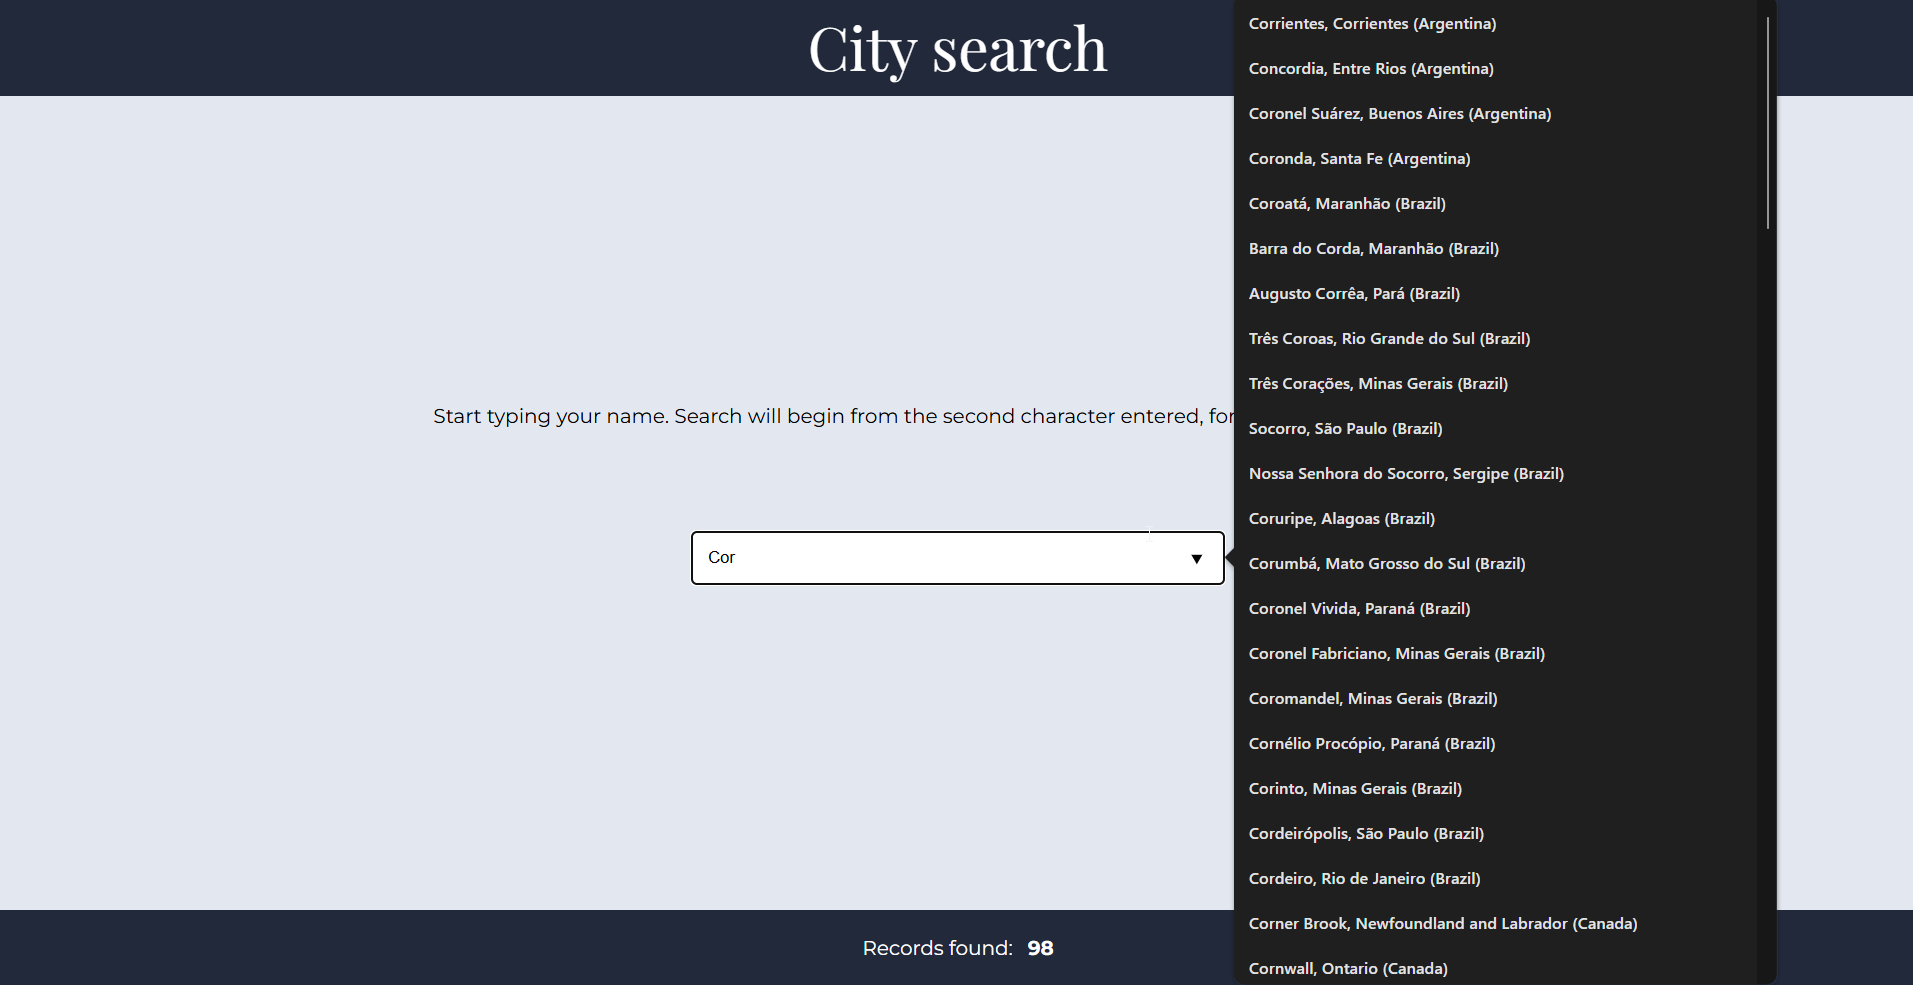 City search
Start typing your name. Search will begin from the second character entered, for
Cor
Corrientes, Corrientes (Argentina)
Concordia, Entre Rios (Argentina)
Coronel Suárez, Buenos Aires (Argentina)
Coronda, Santa Fe (Argentina)
Coroatá, Maranhão (Brazil)
Barra do Corda, Maranhão (Brazil)
Augusto Corrêa, Pará (Brazil)
Três Coroas, Rio Grande do Sul (Brazil)
Três Corações, Minas Gerais (Brazil)
Socorro, São Paulo (Brazil)
Nossa Senhora do Socorro, Sergipe (Brazil)
Coruripe, Alagoas (Brazil)
Corumbá, Mato Grosso do Sul (Brazil)
Coronel Vivida, Paraná (Brazil)
Coronel Fabriciano, Minas Gerais (Brazil)
Coromandel, Minas Gerais (Brazil)
Cornélio Procópio, Paraná (Brazil)
Corinto, Minas Gerais (Brazil)
Cordeirópolis, São Paulo (Brazil)
Cordeiro, Rio de Janeiro (Brazil)
Corner Brook, Newfoundland and Labrador (Canada)
Cornwall, Ontario (Canada)
Records found: 98